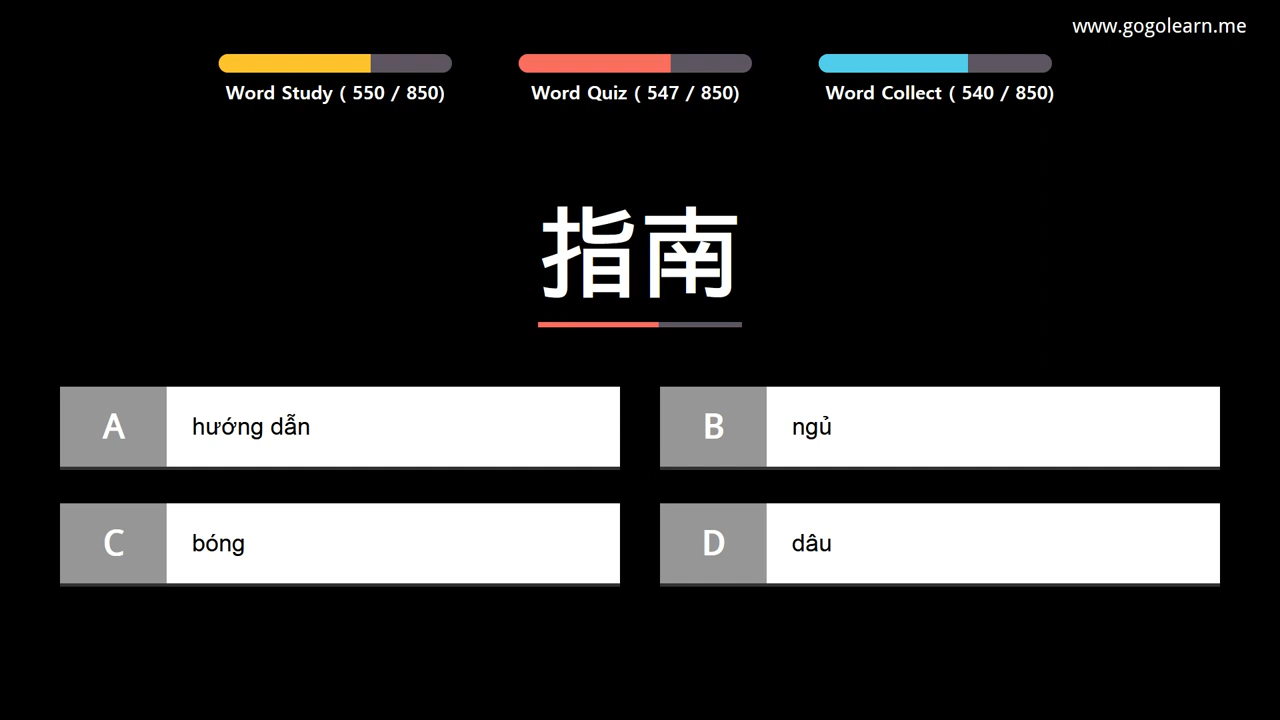 www.gogolearn.me
Word Study ( 550 / 850)
Word Quiz ( 547 / 850)
Word Collect ( 540 / 850)
指南
A hướng dẫn
B ngủ
C bóng
D dâu